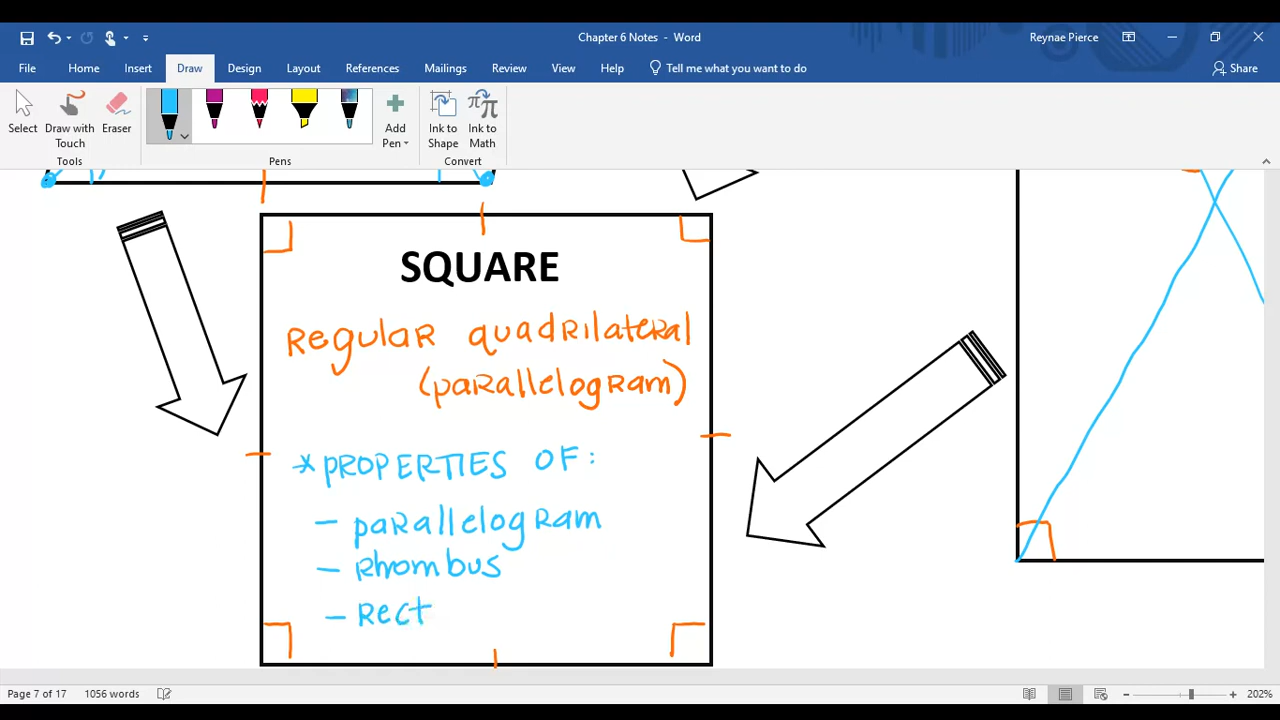 Chapter 6 Notes - Word
Reynae Pierce
File Home Insert Draw Design Layout References Mailings Review View Help Tell me what you want to do Share
Select
Draw with Touch
Eraser
Add Pen
Ink to Shape
Ink to Math
Tools
Pens
Convert
SQUARE
Regular quadrilateral
(parallelogram)
*PROPERTIES OF:
- parallelogram
- Rhombus
- Rect
Page 7 of 17 1056 words 202%